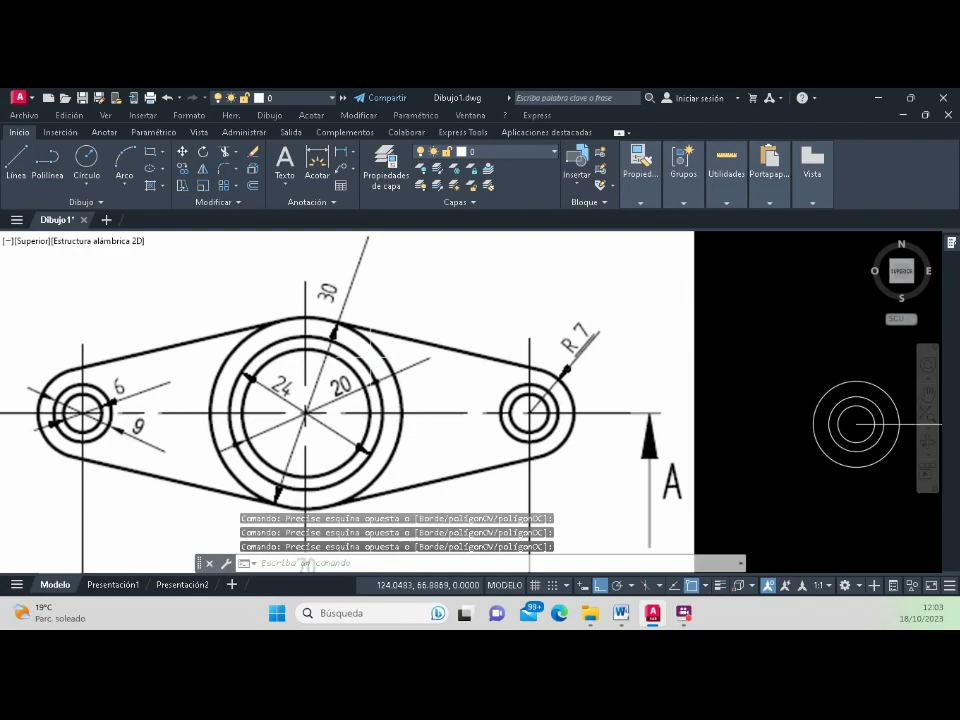 0
Compartir
Dibujo1.dwg
Escriba palabra clave o frase
Iniciar sesión
Archivo Edición Ver Insertar Formato Herr. Dibujo Acotar Modificar Paramétrico Ventana ? Express
Inicio Inserción Anotar Paramétrico Vista Administrar Salida Complementos Colaborar Express Tools Aplicaciones destacadas
0
Línea Polilínea Círculo Arco
Texto Acotar
Propiedades
de capa
Insertar
Propied... Grupos Utilidades Portapap... Vista
Dibujo Modificar Anotación Capas Bloque
Dibujo1*
[−][Superior][Estructura alámbrica 2D]
N
O SUPERIOR E
S
SCU
30
R 7
6
24
20
9
A
Comando: Precise esquina opuesta o [Borde/polígonOV/polígonOC]:
Comando: Precise esquina opuesta o [Borde/polígonOV/polígonOC]:
Comando: Precise esquina opuesta o [Borde/polígonOV/polígonOC]:
Escriba un comando
70
Modelo Presentación1 Presentación2
124.0483, 66.8869, 0.0000 MODELO
1:1
19°C
Parc. soleado
Búsqueda
99+
12:03
18/10/2023